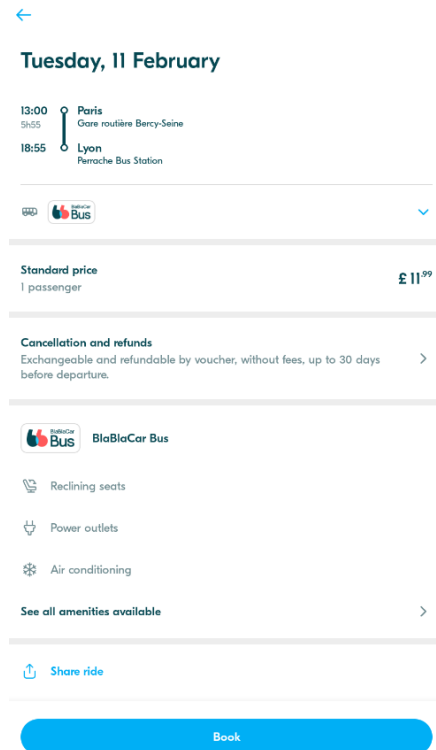 Tuesday, 11 February
13:00 Paris
5h55 Gare routière Bercy-Seine
18:55 Lyon
Perrache Bus Station
BlaBlaCar
Bus
Standard price
1 passenger
£11.99
Cancellation and refunds
Exchangeable and refundable by voucher, without fees, up to 30 days
before departure.
BlaBlaCar
Bus
BlaBlaCar Bus
Reclining seats
Power outlets
Air conditioning
See all amenities available
Share ride
Book